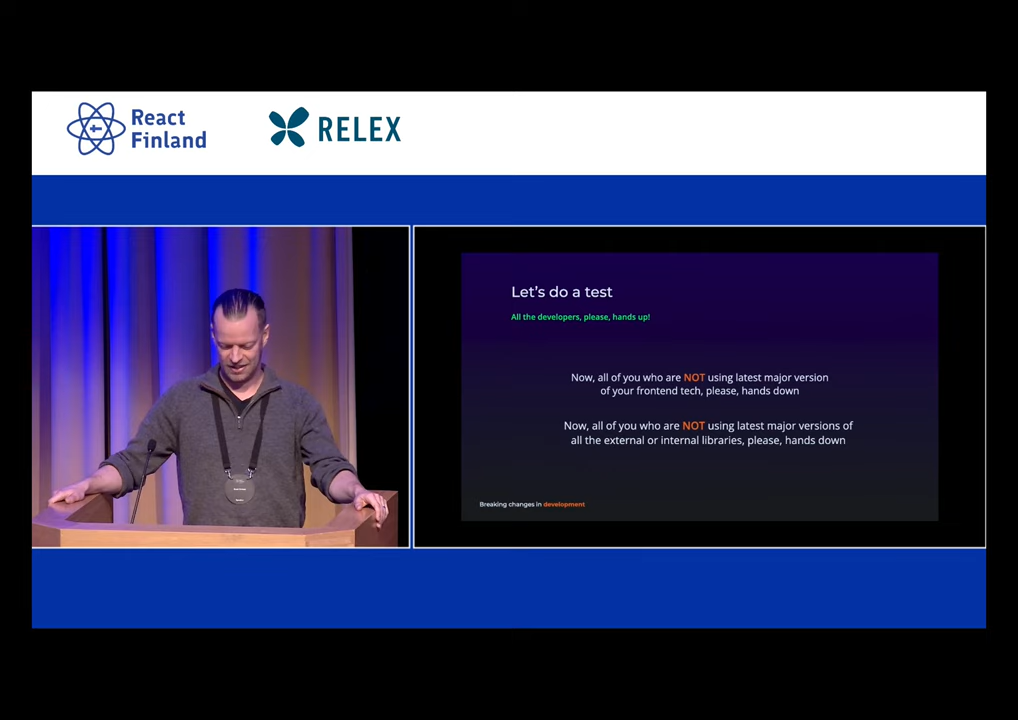 React
Finland
RELEX
Let's do a test
All the developers, please, hands up!
Now, all of you who are NOT using latest major version
of your frontend tech, please, hands down
Now, all of you who are NOT using latest major versions of
all the external or internal libraries, please, hands down
Breaking changes in development